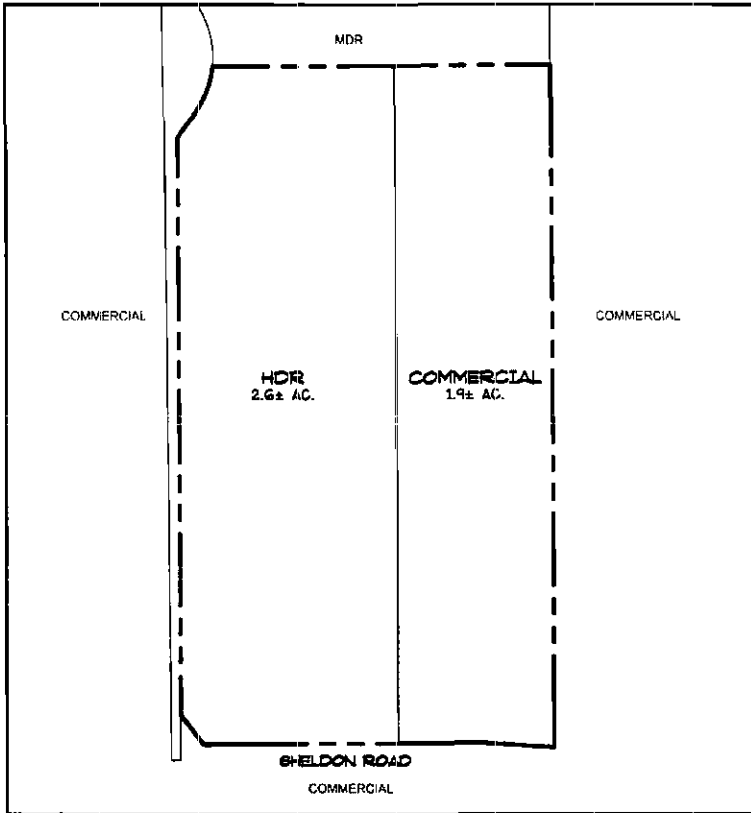 MDR
COMMERCIAL
COMMERCIAL
HDR
2.6± AC.
COMMERCIAL
1.9± AC.
SHELDON ROAD
COMMERCIAL